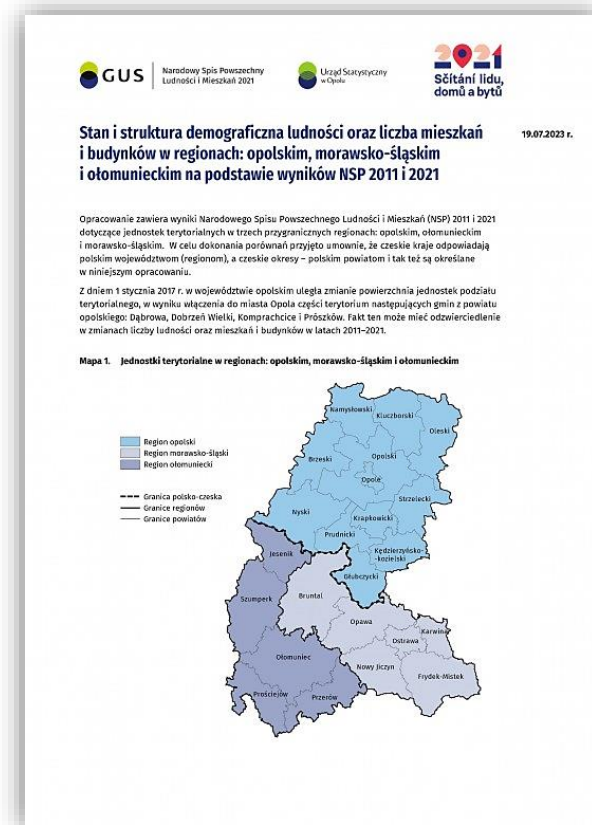 GUS
Narodowy Spis Powszechny
Ludności i Mieszkań 2021
Urząd Statystyczny
w Opolu
2021
Sčítání lidu,
domů a bytů
Stan i struktura demograficzna ludności oraz liczba mieszkań
i budynków w regionach: opolskim, morawsko-śląskim
i ołomunieckim na podstawie wyników NSP 2011 i 2021
19.07.2023 r.
Opracowanie zawiera wyniki Narodowego Spisu Powszechnego Ludności i Mieszkań (NSP) 2011 i 2021
dotyczące jednostek terytorialnych w trzech przygranicznych regionach: opolskim, ołomunieckim
i morawsko-śląskim. W celu dokonania porównań przyjęto umownie, że czeskie kraje odpowiadają
polskim województwom (regionom), a czeskie okresy – polskim powiatom i tak też są określane
w niniejszym opracowaniu.
Z dniem 1 stycznia 2017 r. w województwie opolskim uległa zmianie powierzchnia jednostek podziału
terytorialnego, w wyniku włączenia do miasta Opola części terytorium następujących gmin z powiatu
opolskiego: Dąbrowa, Dobrzeń Wielki, Komprachcice i Prószków. Fakt ten może mieć odzwierciedlenie
w zmianach liczby ludności oraz mieszkań i budynków w latach 2011–2021.
Mapa 1. Jednostki terytorialne w regionach: opolskim, morawsko-śląskim i ołomunieckim
Region opolski
Region morawsko-śląski
Region ołomuniecki
Granica polsko-czeska
Granice regionów
Granice powiatów
Namysłowski
Kluczborski
Oleski
Brzeski
Opolski
Opole
Strzelecki
Nyski
Krapkowicki
Prudnicki
Kędzierzyńsko-
-kozielski
Głubczycki
Jesenik
Szumperk
Bruntal
Opawa
Karwina
Ostrawa
Ołomuniec
Nowy Jiczyn
Frydek-Mistek
Prościejów
Przerów